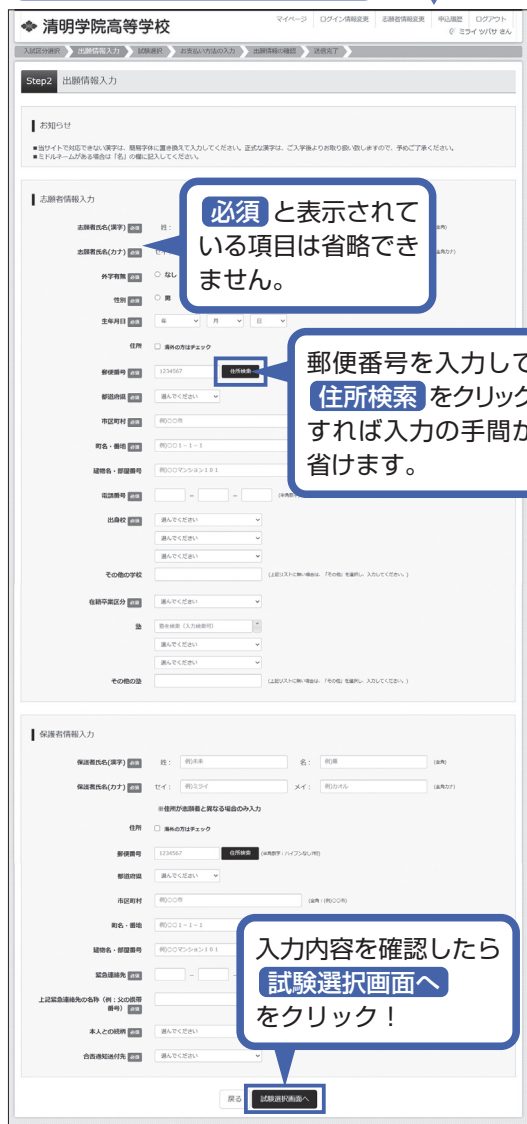 清明学院高等学校
マイページ ログイン情報変更 志願者情報変更 申込履歴 ログアウト
ミライ ツバサ さん
入試区分選択 出願情報入力 試験選択 お支払い方法の入力 出願情報の確認 送信完了
Step2 出願情報入力
お知らせ
■当サイトで対応できない漢字は、簡易字体に置き換えて入力してください。正式な漢字は、ご入学後よりお取り扱い致しますので、予めご了承ください。
■ミドルネームがある場合は「名」の欄に記入してください。
志願者情報入力
必須 と表示されて
いる項目は省略でき
ません。
志願者氏名(漢字) 必須 姓：
志願者氏名(カナ) 必須
外字有無 必須 なし
性別 必須 男
生年月日 必須 年 月 日
住所 海外の方はチェック
郵便番号を入力して
住所検索 をクリック
すれば入力の手間が
省けます。
郵便番号 必須 1234567 住所検索
都道府県 必須 選んでください
市区町村 必須 例)○○市
町名・番地 必須 例)○○１－１－１
建物名・部屋番号 例)○○マンション１０１
電話番号 必須 － －
出身校 必須 選んでください
選んでください
選んでください
その他の学校 (上記リストに無い場合は、「その他」を選択し、入力してください。)
在籍卒業区分 必須 選んでください
塾 塾名検索（入力検索可）
選んでください
選んでください
その他の塾 (上記リストに無い場合は、「その他」を選択し、入力してください。)
保護者情報入力
保護者氏名(漢字) 必須 姓： 例)未来 名： 例)薫 (全角)
保護者氏名(カナ) 必須 セイ： 例)ミライ メイ： 例)カオル (全角カナ)
※住所が志願者と異なる場合のみ入力
住所 海外の方はチェック
郵便番号 1234567 住所検索 (半角数字：ハイフンなし7桁)
都道府県 選んでください
市区町村 例)○○市 (全角：(例)○○市)
町名・番地 例)○○１－１－１
建物名・部屋番号 例)○○マンション１０１
入力内容を確認したら
試験選択画面へ
をクリック！
緊急連絡先 必須 － －
上記緊急連絡先の名称（例：父の携帯
番号） 必須
本人との続柄 必須 選んでください
合否通知送付先 必須 選んでください
戻る 試験選択画面へ